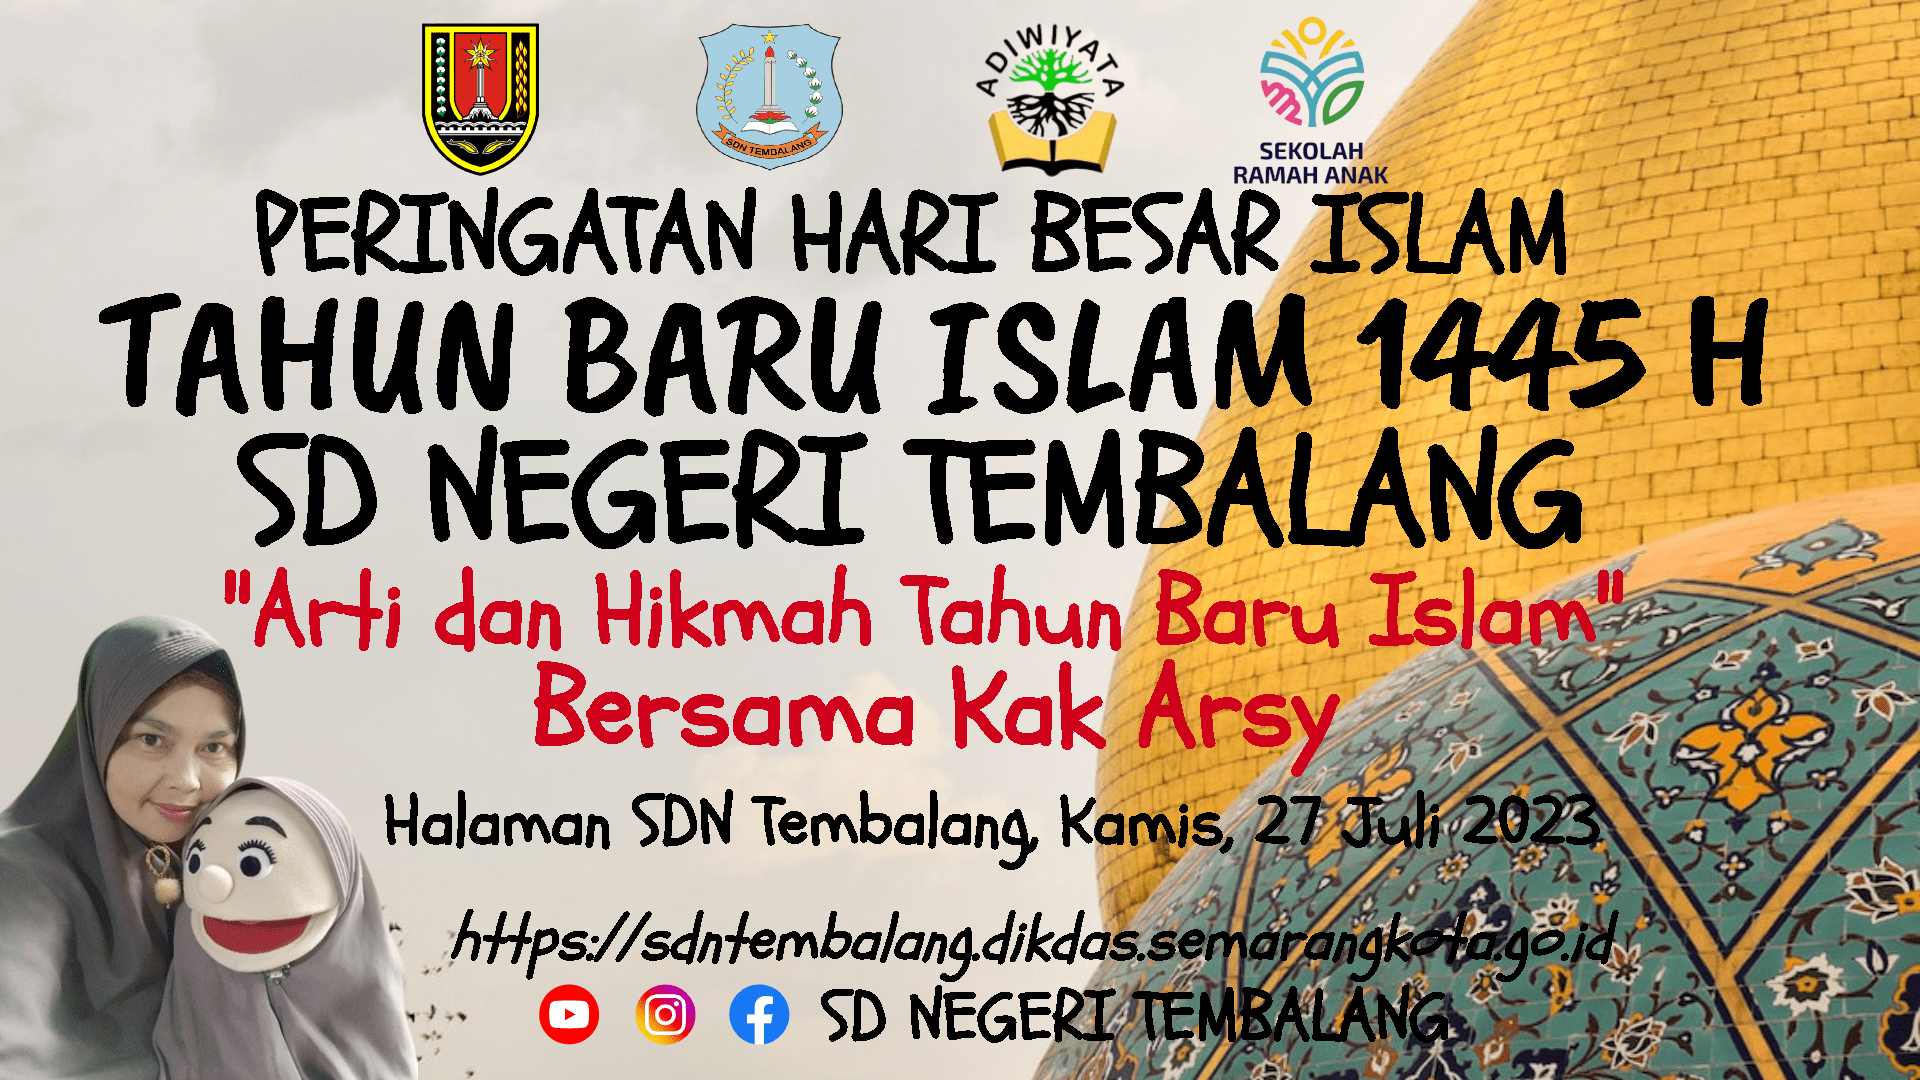 SDN TEMBALANG
ADIWIYATA
SEKOLAH
RAMAH ANAK
PERINGATAN HARI BESAR ISLAM
TAHUN BARU ISLAM 1445 H
SD NEGERI TEMBALANG
"Arti dan Hikmah Tahun Baru Islam"
Bersama Kak Arsy
Halaman SDN Tembalang, Kamis, 27 Juli 2023
https://sdntembalang.dikdas.semarangkota.go.id
SD NEGERI TEMBALANG